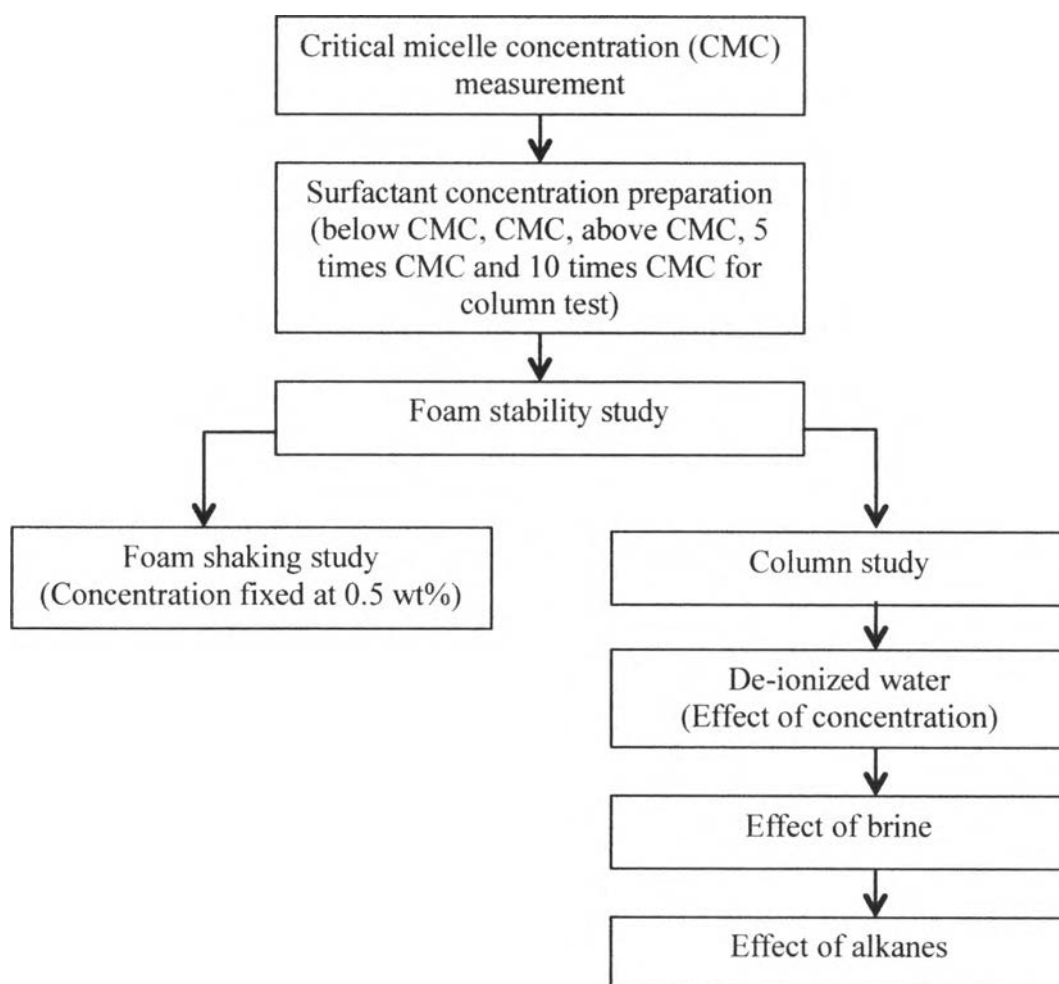 Critical micelle concentration (CMC)
measurement
Surfactant concentration preparation
(below CMC, CMC, above CMC, 5
times CMC and 10 times CMC for
column test)
Foam stability study
Foam shaking study
(Concentration fixed at 0.5 wt%)
Column study
De-ionized water
(Effect of concentration)
Effect of brine
Effect of alkanes